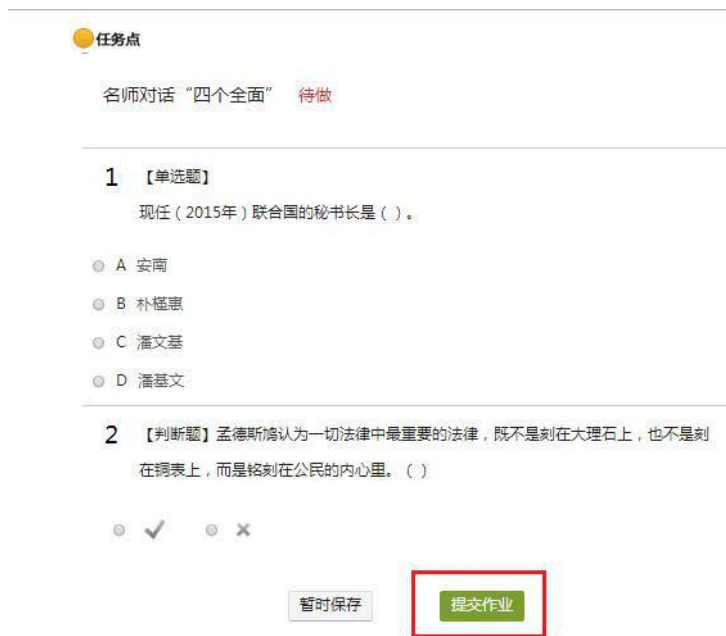 任务点
名师对话“四个全面” 待做
1 【单选题】
现任(2015年)联合国的秘书长是( )。
A 安南
B 朴槿惠
C 潘文基
D 潘基文
2 【判断题】孟德斯鸠认为一切法律中最重要的法律,既不是刻在大理石上,也不是刻
在铜表上,而是铭刻在公民的内心里。( )
暂时保存 提交作业